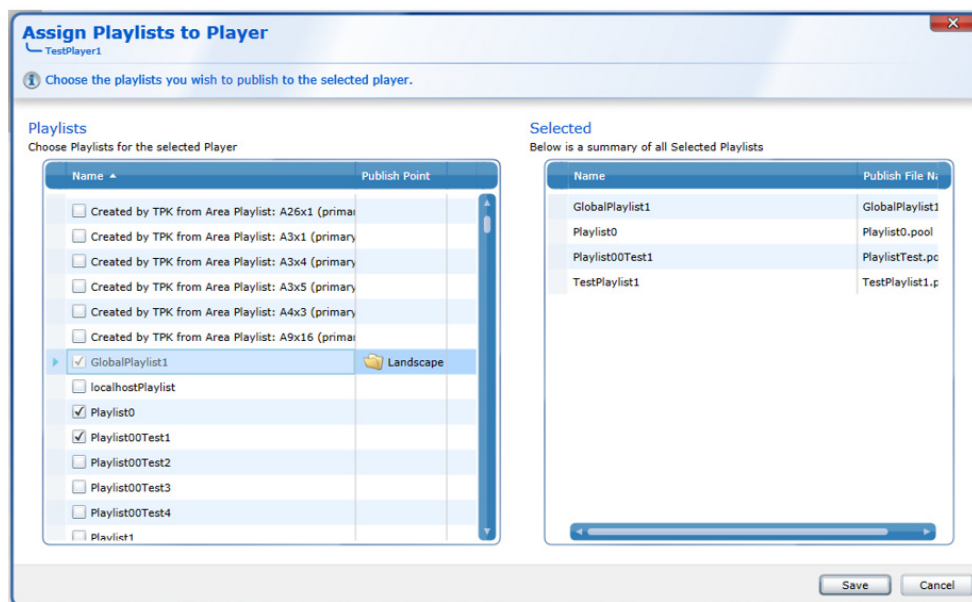 Assign Playlists to Player
TestPlayer1
Choose the playlists you wish to publish to the selected player.
Playlists
Choose Playlists for the selected Player
Name Publish Point
Created by TPK from Area Playlist: A26x1 (prima
Created by TPK from Area Playlist: A3x1 (primary
Created by TPK from Area Playlist: A3x4 (primary
Created by TPK from Area Playlist: A3x5 (primary
Created by TPK from Area Playlist: A4x3 (primary
Created by TPK from Area Playlist: A9x16 (prima
GlobalPlaylist1 Landscape
localhostPlaylist
Playlist0
Playlist00Test1
Playlist00Test2
Playlist00Test3
Playlist00Test4
Playlist1
Selected
Below is a summary of all Selected Playlists
Name Publish File Na
GlobalPlaylist1 GlobalPlaylist1
Playlist0 Playlist0.pool
Playlist00Test1 PlaylistTest.pc
TestPlaylist1 TestPlaylist1.p
Save Cancel